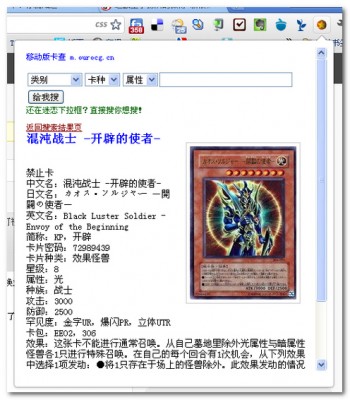 css
358
52
移动版卡查 m.ourocg.cn
类别 卡种 属性
给我搜
还在迷恋下拉框?直接搜你想搜!
返回搜索结果页
混沌战士 -开辟的使者-
禁止卡
中文名: 混沌战士 -开辟的使者-
日文名: カオス・ソルジャー －開
闢の使者－
英文名: Black Luster Soldier -
Envoy of the Beginning
简称: KP, 开辟
卡片密码: 72989439
卡片种类: 效果怪兽
星级: 8
属性: 光
种族: 战士
攻击: 3000
防御: 2500
罕见度: 金字UR, 爆闪PR, 立体UTR
卡包: EE02, 306
效果: 这张卡不能进行通常召唤。从自己墓地里除外光属性与暗属性
怪兽各1只进行特殊召唤。在自己的每个回合有1次机会，从下列效果
中选择1项发动：●将1只存在于场上的怪兽除外。此效果发动的情况